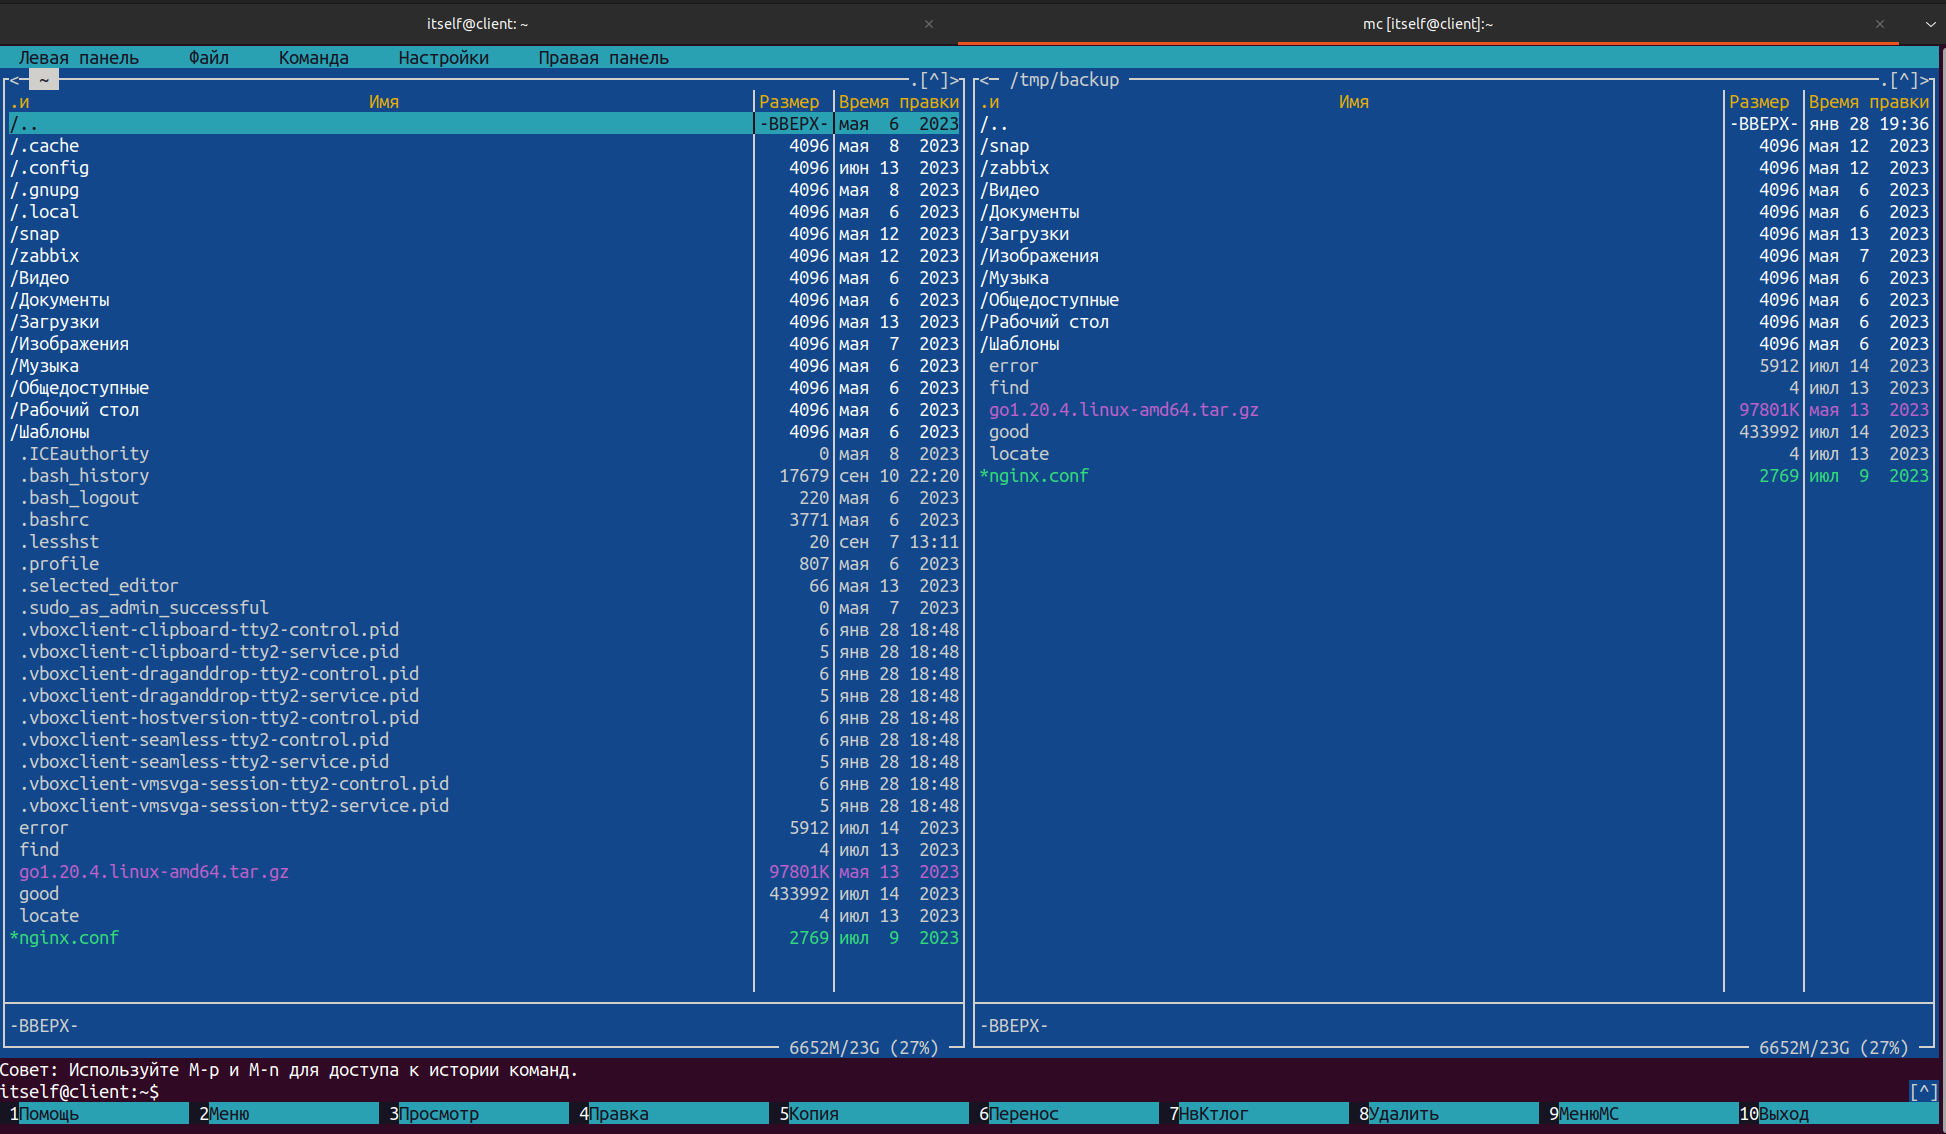 itself@client: ~ × mc [itself@client]:~ ×
Левая панель Файл Команда Настройки Правая панель
<─ ~ .[^]> <─ /tmp/backup .[^]>
.и Имя Размер Время правки .и Имя Размер Время правки
/.. -ВВЕРХ- мая 6 2023 /.. -ВВЕРХ- янв 28 19:36
/.cache 4096 мая 8 2023 /snap 4096 мая 12 2023
/.config 4096 июн 13 2023 /zabbix 4096 мая 12 2023
/.gnupg 4096 мая 8 2023 /Видео 4096 мая 6 2023
/.local 4096 мая 6 2023 /Документы 4096 мая 6 2023
/snap 4096 мая 12 2023 /Загрузки 4096 мая 13 2023
/zabbix 4096 мая 12 2023 /Изображения 4096 мая 7 2023
/Видео 4096 мая 6 2023 /Музыка 4096 мая 6 2023
/Документы 4096 мая 6 2023 /Общедоступные 4096 мая 6 2023
/Загрузки 4096 мая 13 2023 /Рабочий стол 4096 мая 6 2023
/Изображения 4096 мая 7 2023 /Шаблоны 4096 мая 6 2023
/Музыка 4096 мая 6 2023 error 5912 июл 14 2023
/Общедоступные 4096 мая 6 2023 find 4 июл 13 2023
/Рабочий стол 4096 мая 6 2023 go1.20.4.linux-amd64.tar.gz 97801K мая 13 2023
/Шаблоны 4096 мая 6 2023 good 433992 июл 14 2023
.ICEauthority 0 мая 8 2023 locate 4 июл 13 2023
.bash_history 17679 сен 10 22:20 *nginx.conf 2769 июл 9 2023
.bash_logout 220 мая 6 2023
.bashrc 3771 мая 6 2023
.lesshst 20 сен 7 13:11
.profile 807 мая 6 2023
.selected_editor 66 мая 13 2023
.sudo_as_admin_successful 0 мая 7 2023
.vboxclient-clipboard-tty2-control.pid 6 янв 28 18:48
.vboxclient-clipboard-tty2-service.pid 5 янв 28 18:48
.vboxclient-draganddrop-tty2-control.pid 6 янв 28 18:48
.vboxclient-draganddrop-tty2-service.pid 5 янв 28 18:48
.vboxclient-hostversion-tty2-control.pid 6 янв 28 18:48
.vboxclient-seamless-tty2-control.pid 6 янв 28 18:48
.vboxclient-seamless-tty2-service.pid 5 янв 28 18:48
.vboxclient-vmsvga-session-tty2-control.pid 6 янв 28 18:48
.vboxclient-vmsvga-session-tty2-service.pid 5 янв 28 18:48
error 5912 июл 14 2023
find 4 июл 13 2023
go1.20.4.linux-amd64.tar.gz 97801K мая 13 2023
good 433992 июл 14 2023
locate 4 июл 13 2023
*nginx.conf 2769 июл 9 2023
-ВВЕРХ- -ВВЕРХ-
6652M/23G (27%) 6652M/23G (27%)
Совет: Используйте M-p и M-n для доступа к истории команд.
itself@client:~$ [^]
1Помощь 2Меню 3Просмотр 4Правка 5Копия 6Перенос 7НвКтлог 8Удалить 9МенюMC 10Выход